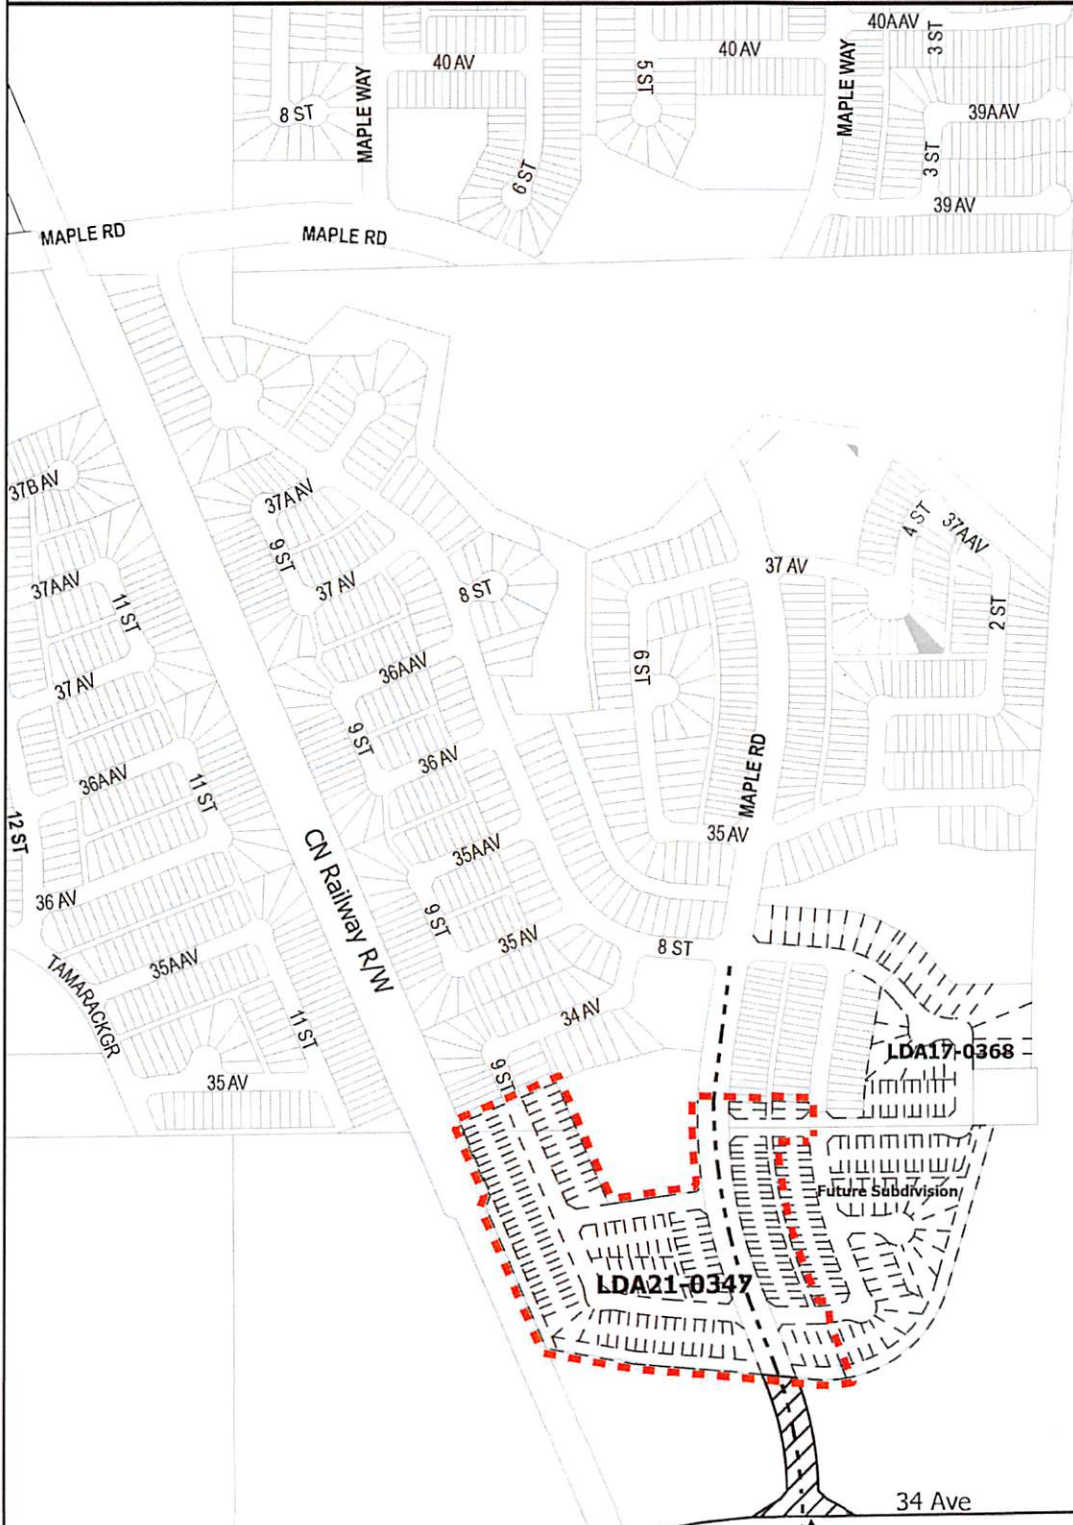 40AAV
3 ST
40 AV
40 AV
5 ST
MAPLE WAY
MAPLE WAY
8 ST
39AAV
3 ST
6 ST
39 AV
MAPLE RD
MAPLE RD
37B AV
37A AV
4 ST
37AAV
9 ST
37 AV
37AAV
37 AV
8 ST
11 ST
2 ST
36AAV
6 ST
37 AV
9 ST
36 AV
MAPLE RD
36AAV
11 ST
12 ST
35 AV
CN Railway R/W
35AAV
36 AV
9 ST
35 AV
8 ST
35AAV
TAMARACKGR
34 AV
11 ST
LDA17-0368
9 ST
35 AV
Future Subdivision
LDA21-0347
34 Ave